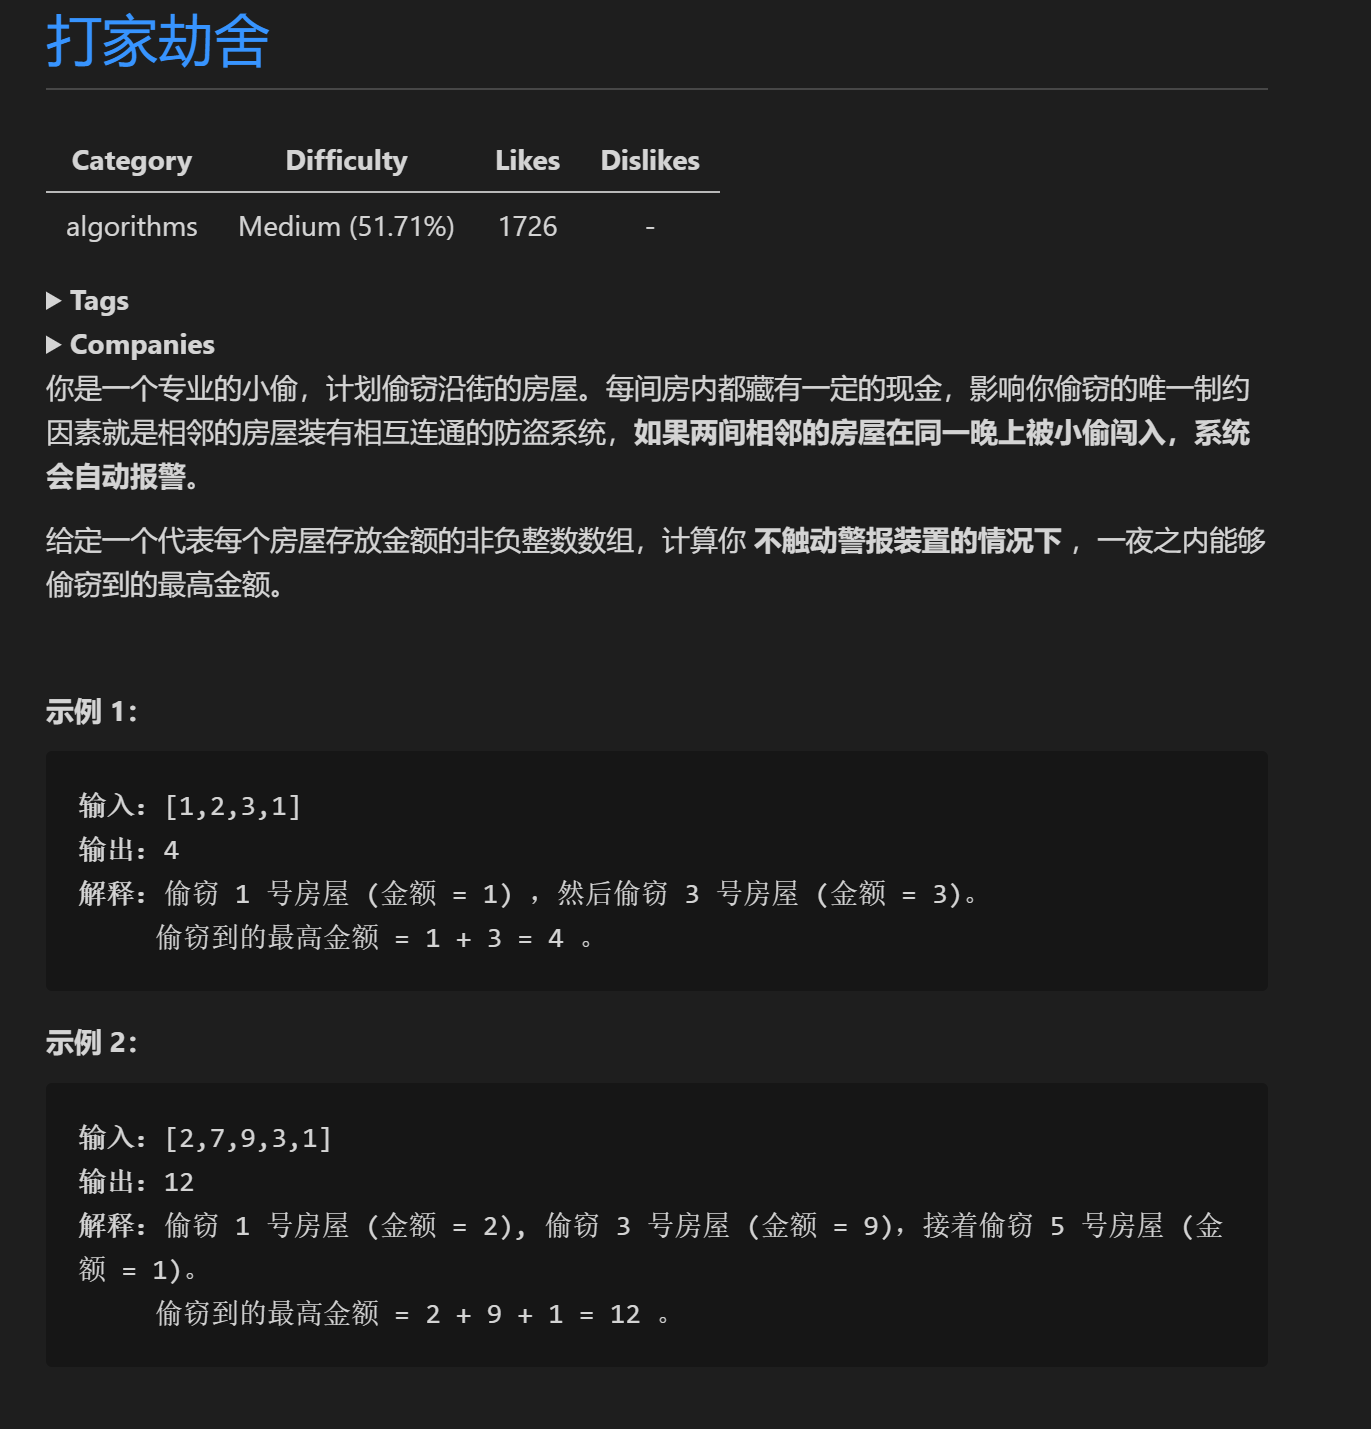 打家劫舍
Category Difficulty Likes Dislikes
algorithms Medium (51.71%) 1726 -
▶ Tags
▶ Companies
你是一个专业的小偷，计划偷窃沿街的房屋。每间房内都藏有一定的现金，影响你偷窃的唯一制约
因素就是相邻的房屋装有相互连通的防盗系统，如果两间相邻的房屋在同一晚上被小偷闯入，系统
会自动报警。
给定一个代表每个房屋存放金额的非负整数数组，计算你 不触动警报装置的情况下 ，一夜之内能够
偷窃到的最高金额。
示例 1：
输入：[1,2,3,1]
输出：4
解释：偷窃 1 号房屋 (金额 = 1) ，然后偷窃 3 号房屋 (金额 = 3)。
偷窃到的最高金额 = 1 + 3 = 4 。
示例 2：
输入：[2,7,9,3,1]
输出：12
解释：偷窃 1 号房屋 (金额 = 2), 偷窃 3 号房屋 (金额 = 9)，接着偷窃 5 号房屋 (金
额 = 1)。
偷窃到的最高金额 = 2 + 9 + 1 = 12 。